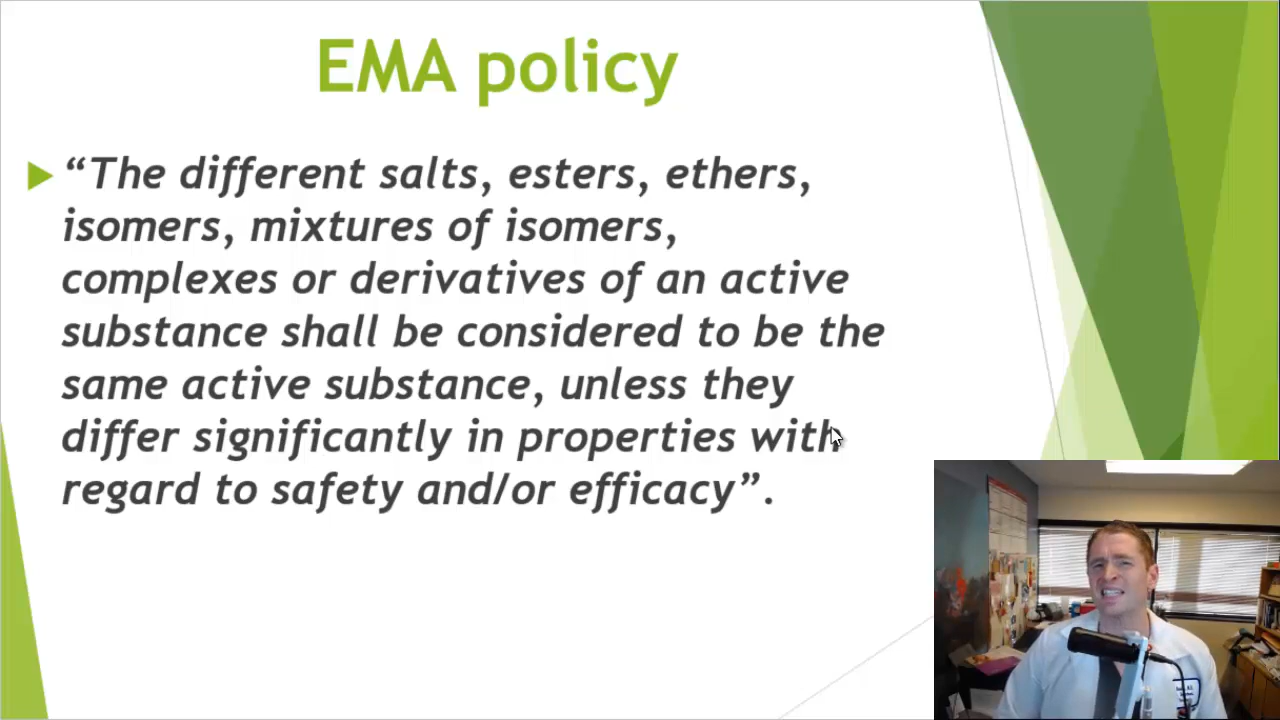 EMA policy
“The different salts, esters, ethers,
isomers, mixtures of isomers,
complexes or derivatives of an active
substance shall be considered to be the
same active substance, unless they
differ significantly in properties with
regard to safety and/or efficacy”.